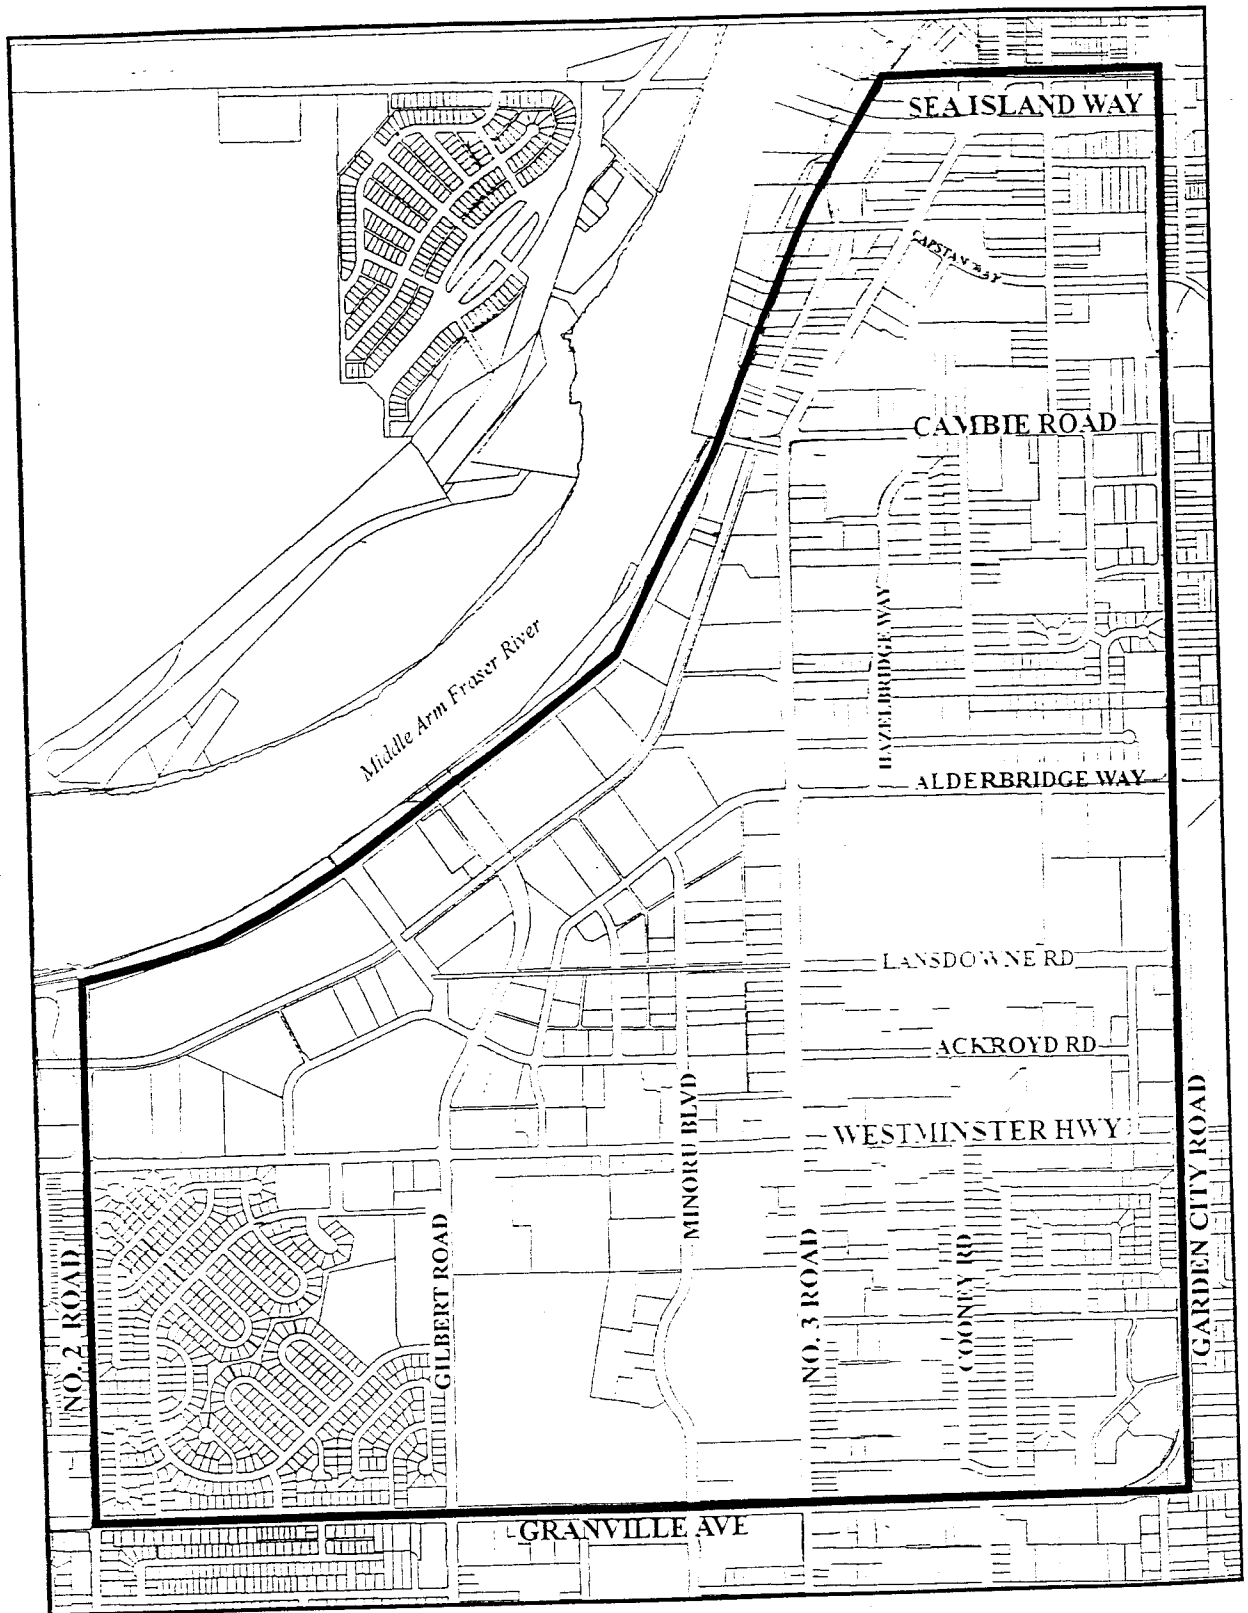 SEA ISLAND WAY
CAPSTAN WAY
CAMBIE ROAD
HAZELBRIDGE WAY
Middle Arm Fraser River
ALDERBRIDGE WAY
LANSDOWNE RD
ACKROYD RD
WESTMINSTER HWY
MINORU BLVD
GARDEN CITY ROAD
NO. 2 ROAD
GILBERT ROAD
NO. 3 ROAD
COONEY RD
GRANVILLE AVE